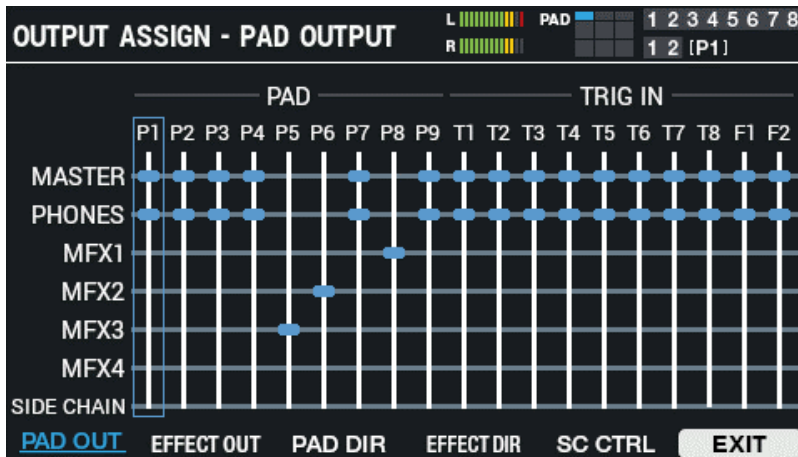 OUTPUT ASSIGN - PAD OUTPUT L PAD 1 2 3 4 5 6 7 8
R 1 2 [P1]
PAD TRIG IN
P1 P2 P3 P4 P5 P6 P7 P8 P9 T1 T2 T3 T4 T5 T6 T7 T8 F1 F2
MASTER
PHONES
MFX1
MFX2
MFX3
MFX4
SIDE CHAIN
PAD OUT EFFECT OUT PAD DIR EFFECT DIR SC CTRL EXIT